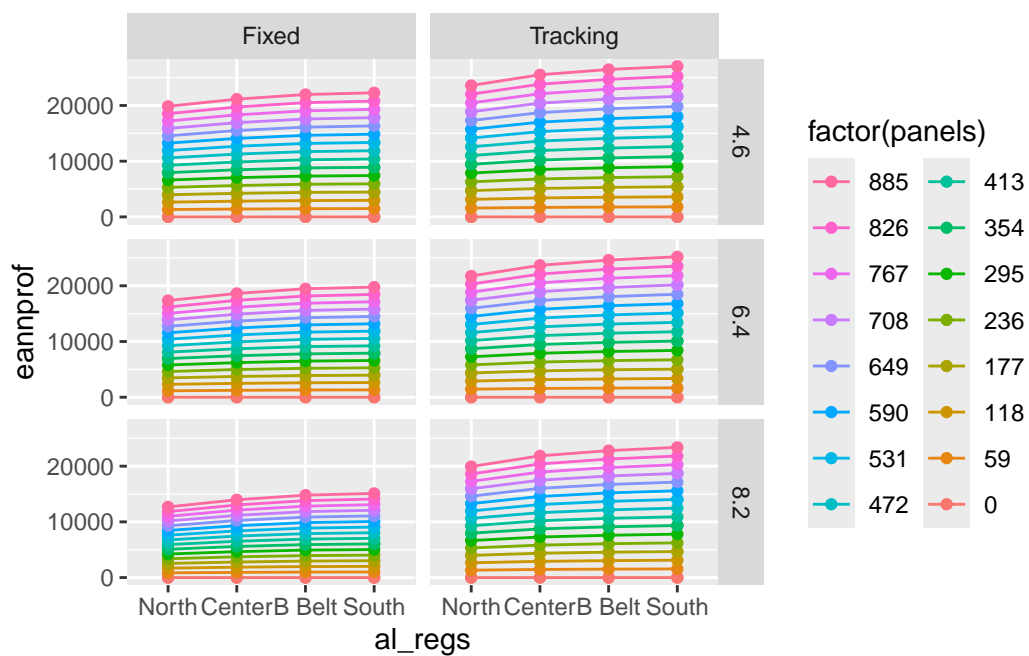 Fixed
Tracking
20000
10000
0
4.6
20000
10000
0
6.4
20000
10000
0
8.2
eannprof
North Center B Belt South
North Center B Belt South
al_regs
factor(panels)
885 413
826 354
767 295
708 236
649 177
590 118
531 59
472 0